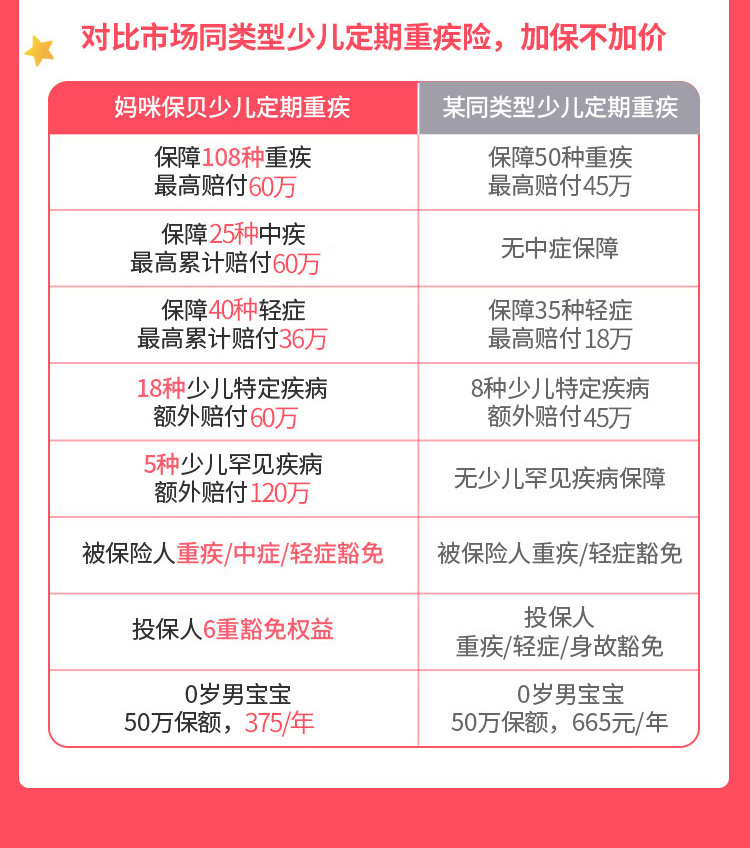 对比市场同类型少儿定期重疾险，加保不加价
妈咪保贝少儿定期重疾
某同类型少儿定期重疾
保障108种重疾
最高赔付60万
保障50种重疾
最高赔付45万
保障25种中疾
最高累计赔付60万
无中症保障
保障40种轻症
最高累计赔付36万
保障35种轻症
最高赔付18万
18种少儿特定疾病
额外赔付60万
8种少儿特定疾病
额外赔付45万
5种少儿罕见疾病
额外赔付120万
无少儿罕见疾病保障
被保险人重疾/中症/轻症豁免
被保险人重疾/轻症豁免
投保人6重豁免权益
投保人
重疾/轻症/身故豁免
0岁男宝宝
50万保额，375/年
0岁男宝宝
50万保额，665元/年